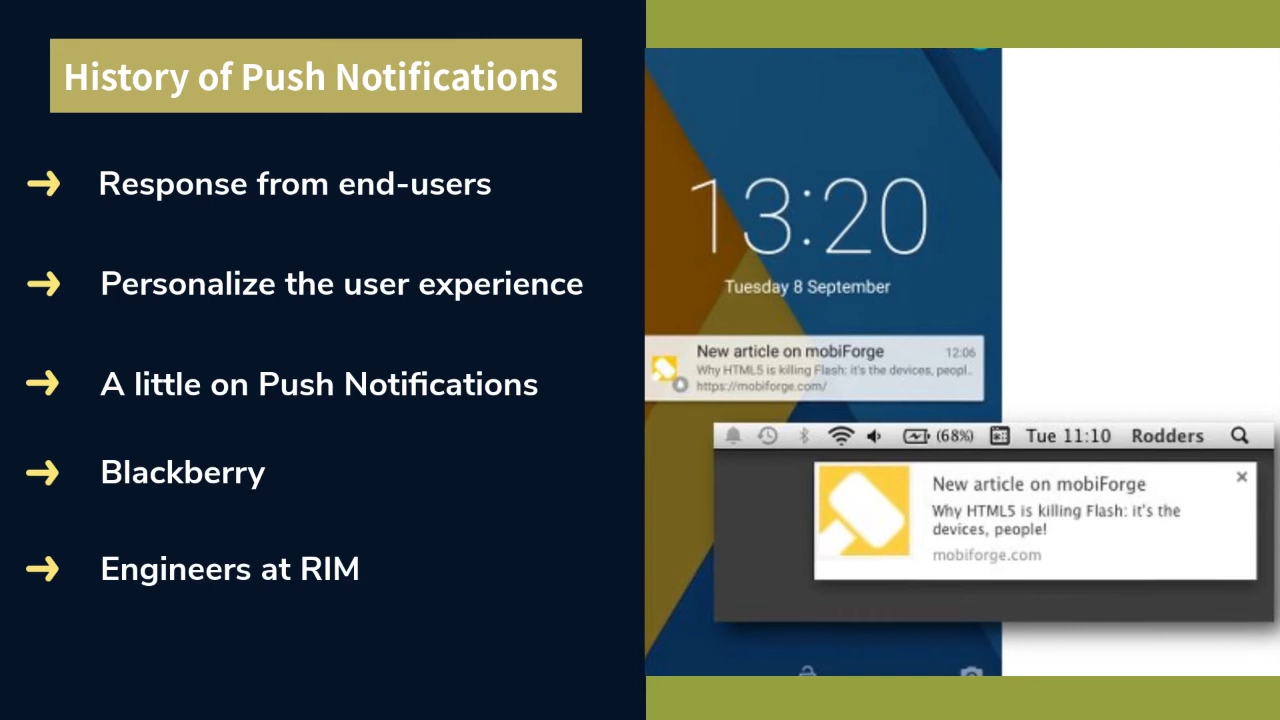 History of Push Notifications
Response from end-users
Personalize the user experience
A little on Push Notifications
Blackberry
Engineers at RIM
13:20
Tuesday 8 September
New article on mobiForge 12:06
Why HTML5 is killing Flash: it's the devices, peopl..
https://mobiforge.com/
(68%) Tue 11:10 Rodders
New article on mobiForge
Why HTML5 is killing Flash: it's the
devices, people!
mobiforge.com